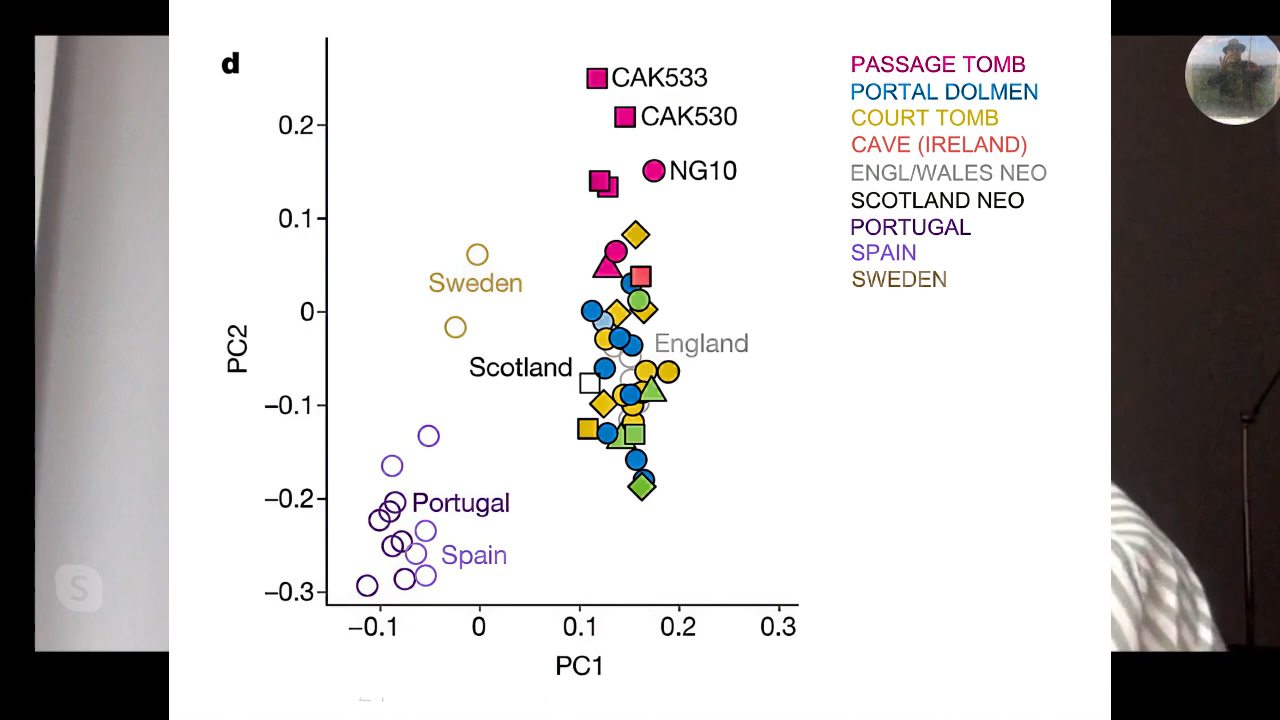 d
CAK533
CAK530
NG10
0.2
0.1
0
−0.1
−0.2
−0.3
PC2
Sweden
England
Scotland
Portugal
Spain
−0.1
0
0.1
0.2
0.3
PC1
PASSAGE TOMB
PORTAL DOLMEN
COURT TOMB
CAVE (IRELAND)
ENGL/WALES NEO
SCOTLAND NEO
PORTUGAL
SPAIN
SWEDEN
S